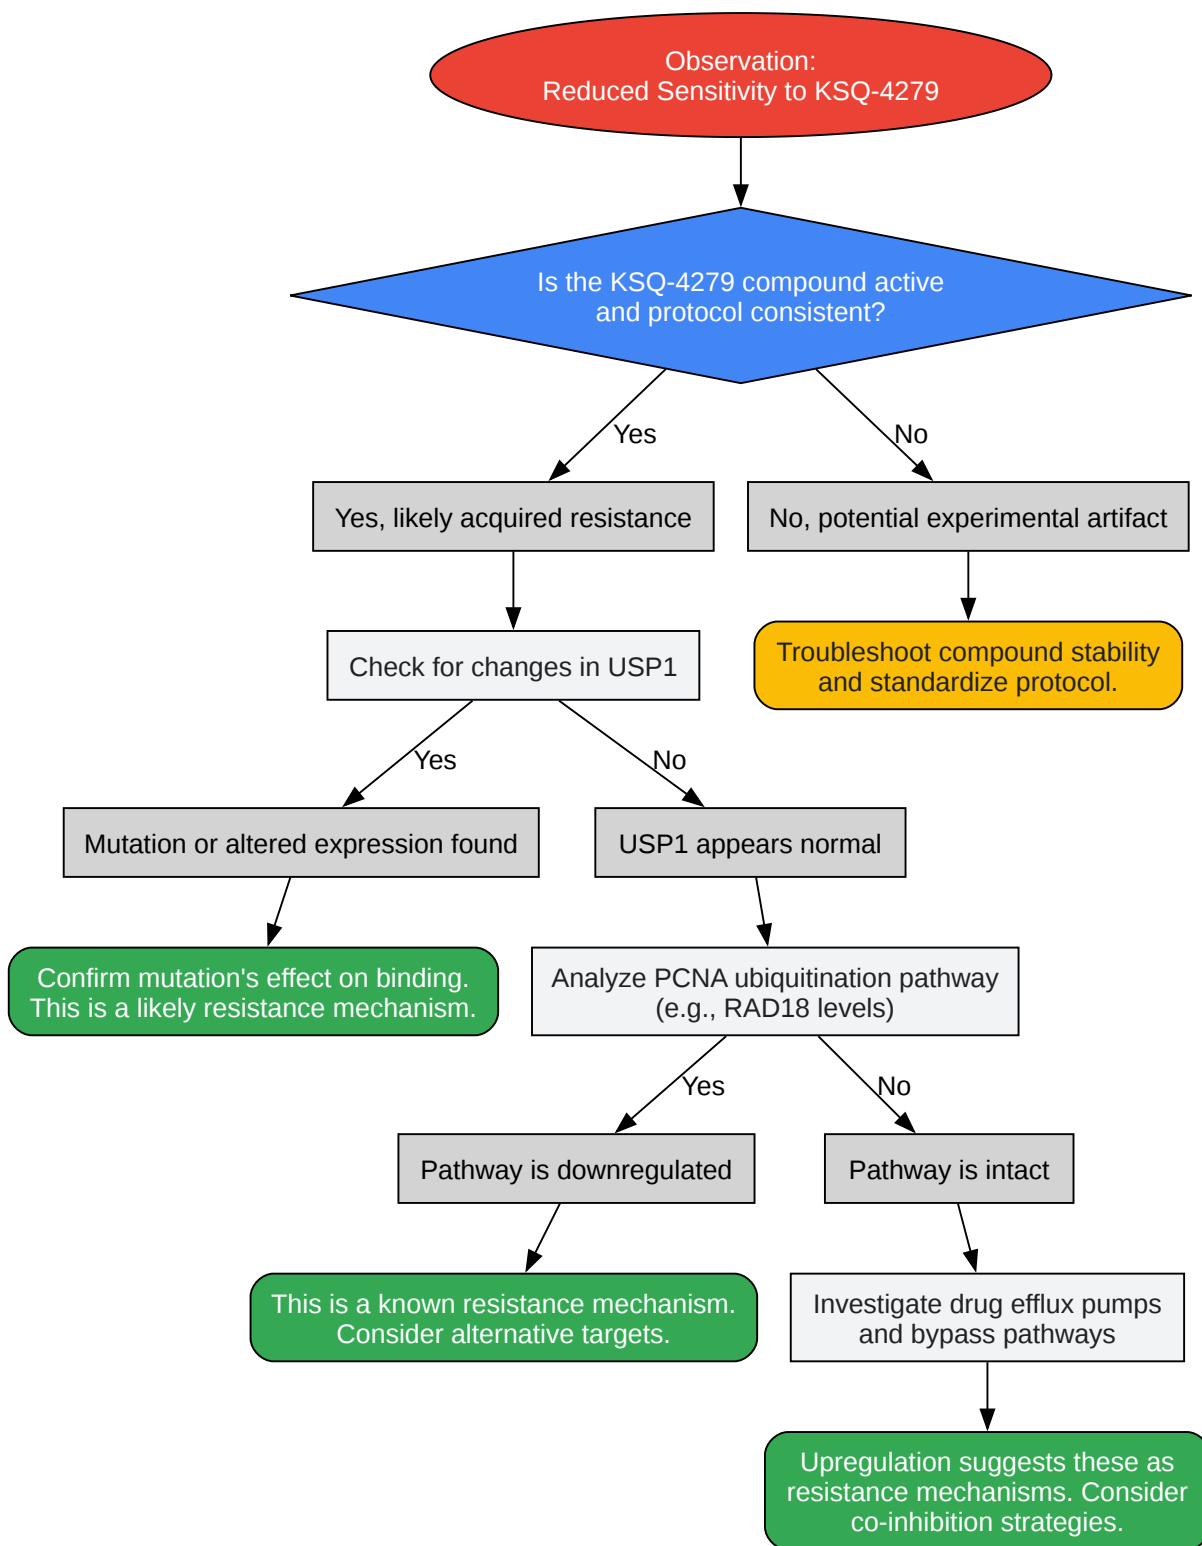 Observation:
Reduced Sensitivity to KSQ-4279
Is the KSQ-4279 compound active
and protocol consistent?
Yes
No
Yes, likely acquired resistance
No, potential experimental artifact
Check for changes in USP1
Troubleshoot compound stability
and standardize protocol.
Yes
No
Mutation or altered expression found
USP1 appears normal
Confirm mutation's effect on binding.
This is a likely resistance mechanism.
Analyze PCNA ubiquitination pathway
(e.g., RAD18 levels)
Yes
No
Pathway is downregulated
Pathway is intact
This is a known resistance mechanism.
Consider alternative targets.
Investigate drug efflux pumps
and bypass pathways
Upregulation suggests these as
resistance mechanisms. Consider
co-inhibition strategies.